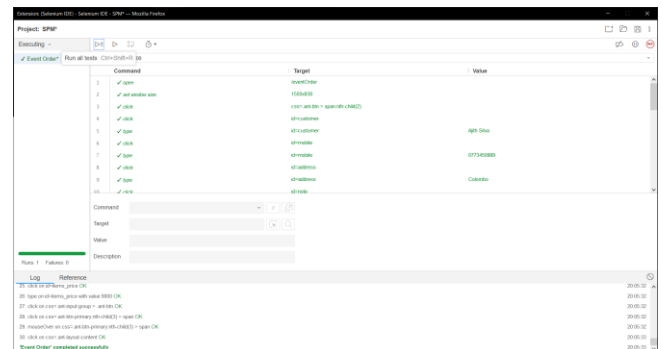 Extension: (Selenium IDE) - Selenium IDE - SPM* — Mozilla Firefox
Project: SPM*
Executing
✓ Event Order*
Run all tests Ctrl+Shift+R
Command Target Value
1 ✓ open /eventOrder
2 ✓ set window size
3 ✓ click css=.ant-btn > span:nth-child(2)
4 ✓ click id=customer
5 ✓ type id=customer Ajith Silva
6 ✓ click id=mobile
7 ✓ type id=mobile
8 ✓ click id=address
9 ✓ type id=address Colombo
10 ✓ click
Command
Target
Value
Description
Runs: 1 Failures: 0
Log Reference
25. click on id=items_price OK 20:05:32
26. type on id=items_price with value 8000 OK 20:05:32
27. click on css=.ant-input-group > .ant-btn OK 20:05:32
28. click on css=.ant-btn-primary:nth-child(3) > span OK 20:05:32
29. mouseOver on css=.ant-btn-primary:nth-child(3) > span OK 20:05:33
30. click on css=.ant-layout-content OK 20:05:33
'Event Order' completed successfully 20:05:33